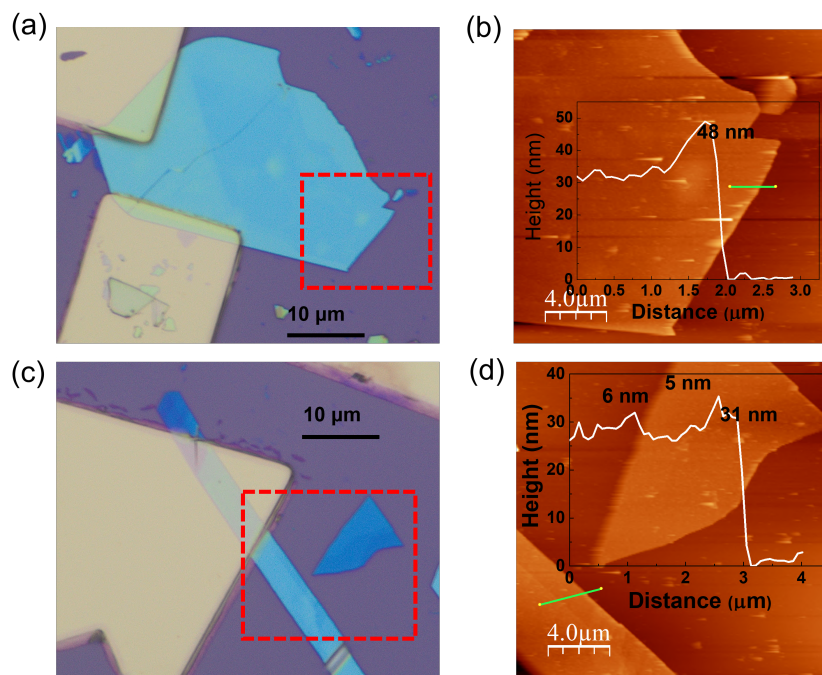 (a)
10 µm
(b)
Height (nm)
50
40
30
20
10
0
48 nm
0.0 0.5 1.0 1.5 2.0 2.5 3.0
Distance (µm)
4.0µm
(c)
10 µm
(d)
Height (nm)
40
30
20
10
0
6 nm
5 nm
31 nm
0 1 2 3 4
Distance (µm)
4.0µm